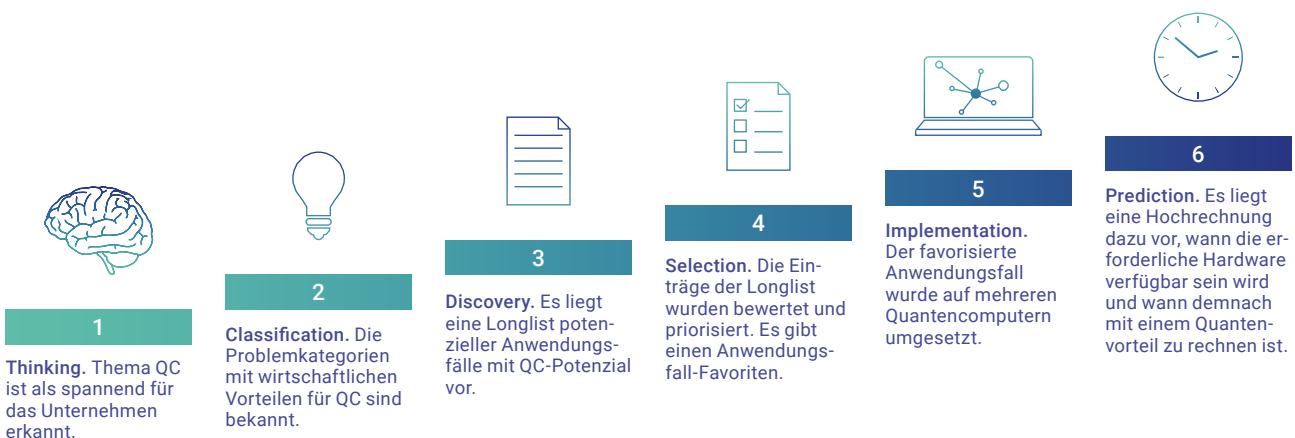 1
Thinking. Thema QC
ist als spannend für
das Unternehmen
erkannt.
2
Classification. Die
Problemkategorien
mit wirtschaftlichen
Vorteilen für QC sind
bekannt.
3
Discovery. Es liegt
eine Longlist poten-
zieller Anwendungs-
fälle mit QC-Potenzial
vor.
4
Selection. Die Ein-
träge der Longlist
wurden bewertet und
priorisiert. Es gibt
einen Anwendungs-
fall-Favoriten.
5
Implementation.
Der favorisierte
Anwendungsfall
wurde auf mehreren
Quantencomputern
umgesetzt.
6
Prediction. Es liegt
eine Hochrechnung
dazu vor, wann die er-
forderliche Hardware
verfügbar sein wird
und wann demnach
mit einem Quanten-
vorteil zu rechnen ist.